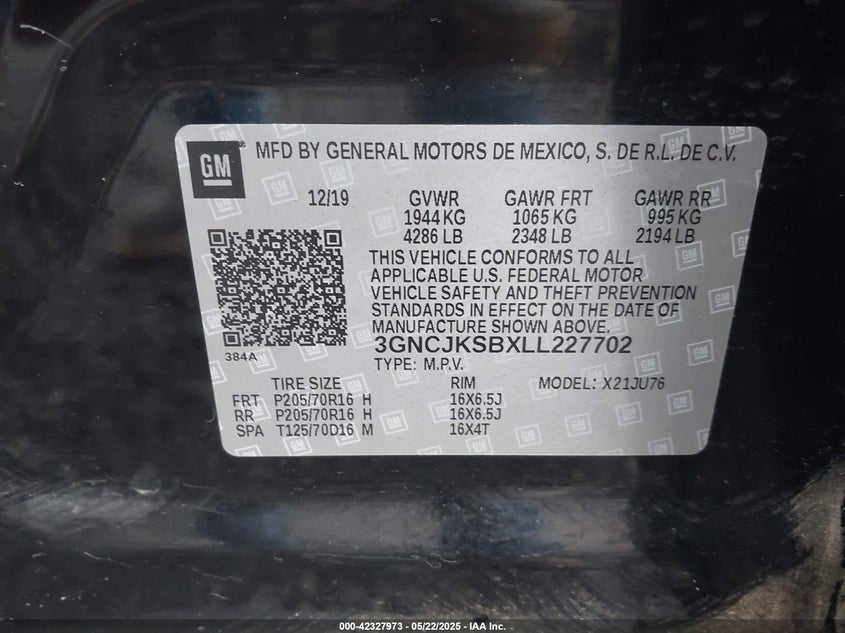 GM
MFD BY GENERAL MOTORS DE MEXICO, S. DE R.L. DE C.V.
12/19 GVWR GAWR FRT GAWR RR
1944 KG 1065 KG 995 KG
4286 LB 2348 LB 2194 LB
THIS VEHICLE CONFORMS TO ALL
APPLICABLE U.S. FEDERAL MOTOR
VEHICLE SAFETY AND THEFT PREVENTION
STANDARDS IN EFFECT ON THE DATE OF
MANUFACTURE SHOWN ABOVE.
384A
3GNCJKSBXLL227702
TYPE: M.P.V.
TIRE SIZE RIM MODEL: X21JU76
FRT P205/70R16 H 16X6.5J
RR P205/70R16 H 16X6.5J
SPA T125/70D16 M 16X4T
000-42327973 - 05/22/2025 - IAA Inc.